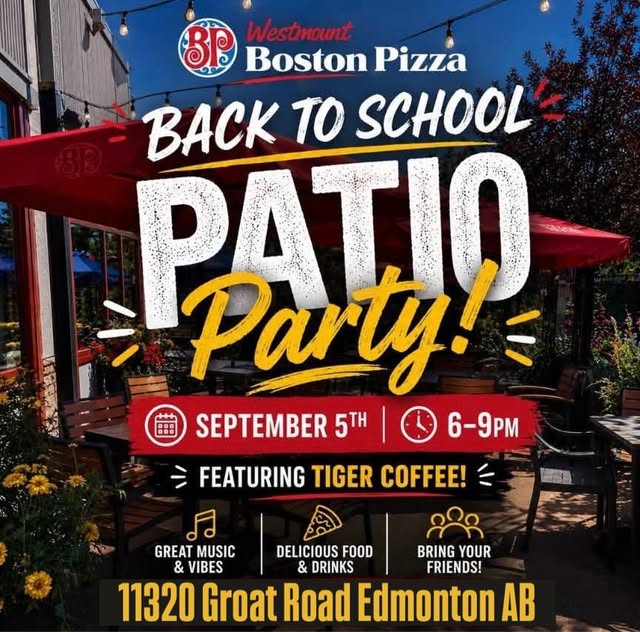 BP
Westmount
Boston Pizza
BACK TO SCHOOL
BP
PATIO
Party!
SEPTEMBER 5TH | 6-9PM
FEATURING TIGER COFFEE!
GREAT MUSIC
& VIBES
DELICIOUS FOOD
& DRINKS
BRING YOUR
FRIENDS!
11320 Groat Road Edmonton AB